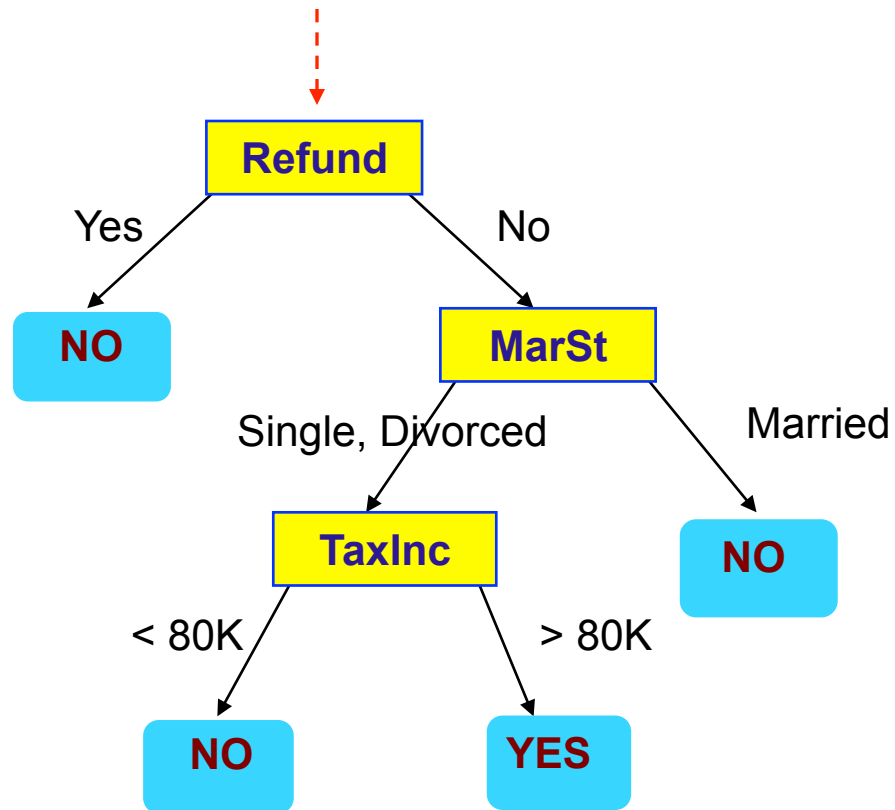 Refund
Yes
No
NO
MarSt
Single, Divorced
Married
TaxInc
NO
< 80K
> 80K
NO
YES